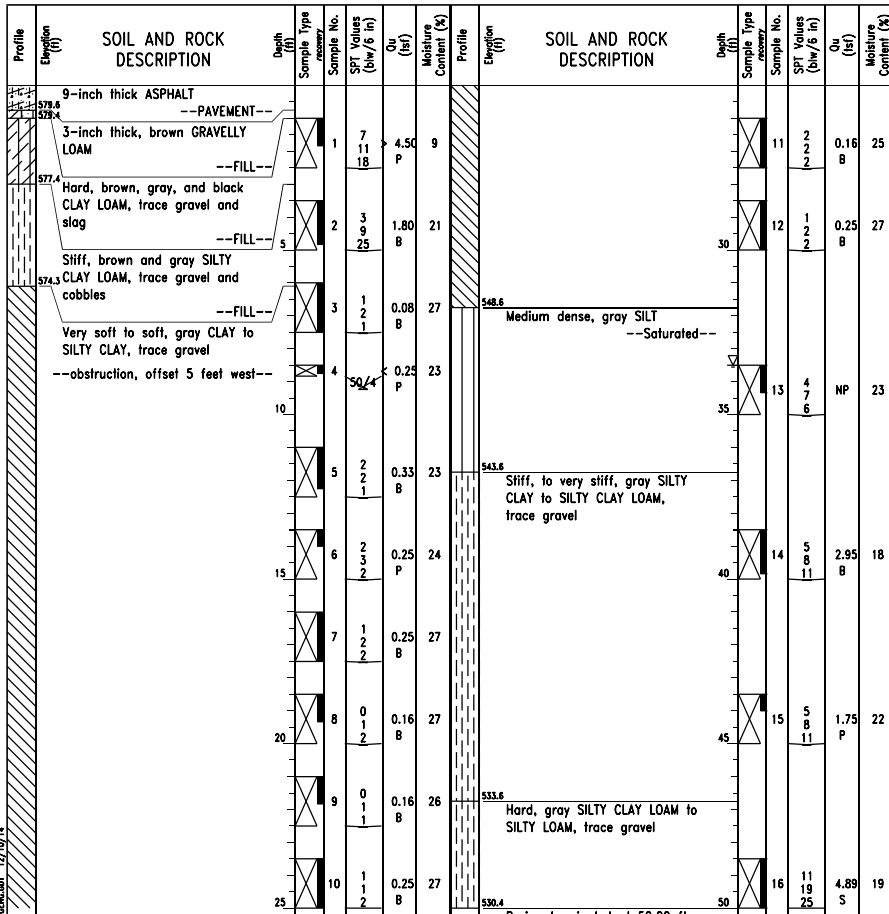 Profile
Elevation (ft)
SOIL AND ROCK
DESCRIPTION
Depth (ft)
Sample Type
recovery
Sample No.
SPT Values (blw/6 in)
Qu (tsf)
Moisture Content (%)
9-inch thick ASPHALT
579.6
--PAVEMENT--
579.4
3-inch thick, brown GRAVELLY
LOAM
--FILL--
1
7
11
18
> 4.50
P
9
577.4
Hard, brown, gray, and black
CLAY LOAM, trace gravel and
slag
--FILL--
5
2
3
9
25
1.80
B
21
Stiff, brown and gray SILTY
CLAY LOAM, trace gravel and
cobbles
574.3
--FILL--
3
1
2
1
0.08
B
27
Very soft to soft, gray CLAY to
SILTY CLAY, trace gravel
--obstruction, offset 5 feet west--
4
50/4
< 0.25
P
23
10
5
2
2
1
0.33
B
23
15
6
2
3
2
0.25
P
24
7
1
2
2
0.25
B
27
20
8
0
1
2
0.16
B
27
9
0
1
1
0.16
B
26
25
10
1
1
2
0.25
B
27
12/10/14
Profile
Elevation (ft)
SOIL AND ROCK
DESCRIPTION
Depth (ft)
Sample Type
recovery
Sample No.
SPT Values (blw/6 in)
Qu (tsf)
Moisture Content (%)
11
2
2
2
0.16
B
25
30
12
1
2
2
0.25
B
27
548.6
Medium dense, gray SILT
--Saturated--
35
13
4
7
6
NP
23
543.6
Stiff, to very stiff, gray SILTY
CLAY to SILTY CLAY LOAM,
trace gravel
40
14
5
8
11
2.95
B
18
45
15
5
8
11
1.75
P
22
533.6
Hard, gray SILTY CLAY LOAM to
SILTY LOAM, trace gravel
530.4
50
16
11
19
25
4.89
S
19